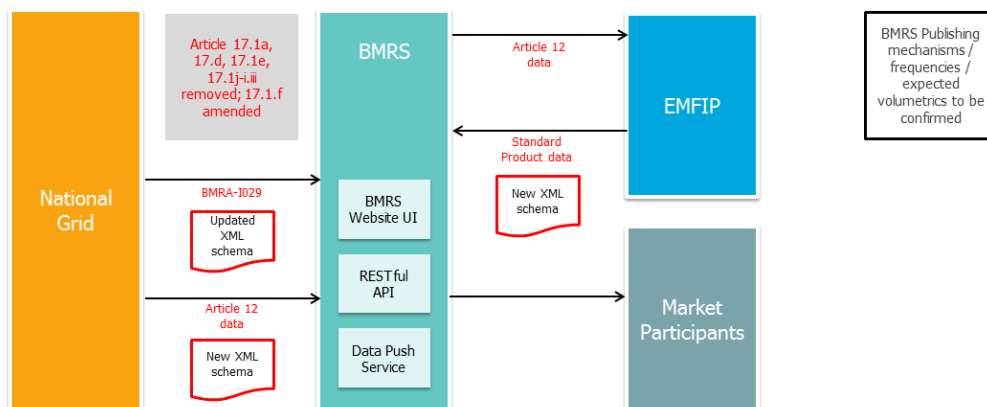 National
Grid
Article 17.1a,
17.d, 17.1e,
17.1j-i.iii
removed; 17.1.f
amended
BMRA-I029
Updated
XML
schema
Article 12
data
New XML
schema
BMRS
BMRS
Website UI
RESTful
API
Data Push
Service
Article 12
data
Standard
Product data
New XML
schema
EMFIP
Market
Participants
BMRS Publishing
mechanisms /
frequencies /
expected
volumetrics to be
confirmed